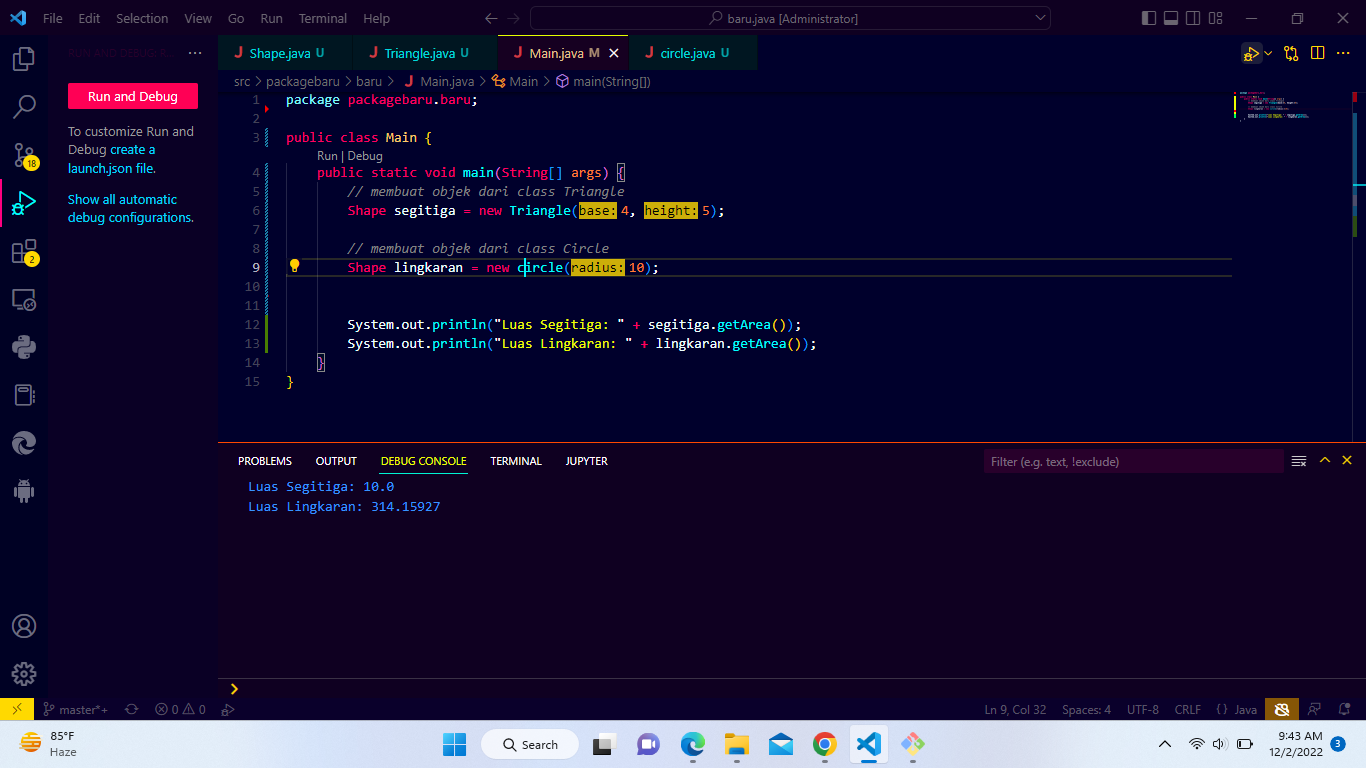 File Edit Selection View Go Run Terminal Help baru.java [Administrator]
RUN AND DEBUG ...
Run and Debug
To customize Run and
Debug create a
launch.json file.
Show all automatic
debug configurations.
18
2
Shape.java U Triangle.java U Main.java M circle.java U
src > packagebaru > baru > Main.java > Main > main(String[])
1 package packagebaru.baru;
2
3 public class Main {
Run | Debug
4 public static void main(String[] args) {
5 // membuat objek dari class Triangle
6 Shape segitiga = new Triangle(base: 4, height: 5);
7
8 // membuat objek dari class Circle
9 Shape lingkaran = new circle(radius: 10);
10
11
12 System.out.println("Luas Segitiga: " + segitiga.getArea());
13 System.out.println("Luas Lingkaran: " + lingkaran.getArea());
14 }
15 }
PROBLEMS OUTPUT DEBUG CONSOLE TERMINAL JUPYTER Filter (e.g. text, !exclude)
Luas Segitiga: 10.0
Luas Lingkaran: 314.15927
master*+ 0 0 Ln 9, Col 32 Spaces: 4 UTF-8 CRLF {} Java
85°F
Haze
Search
9:43 AM
12/2/2022
3